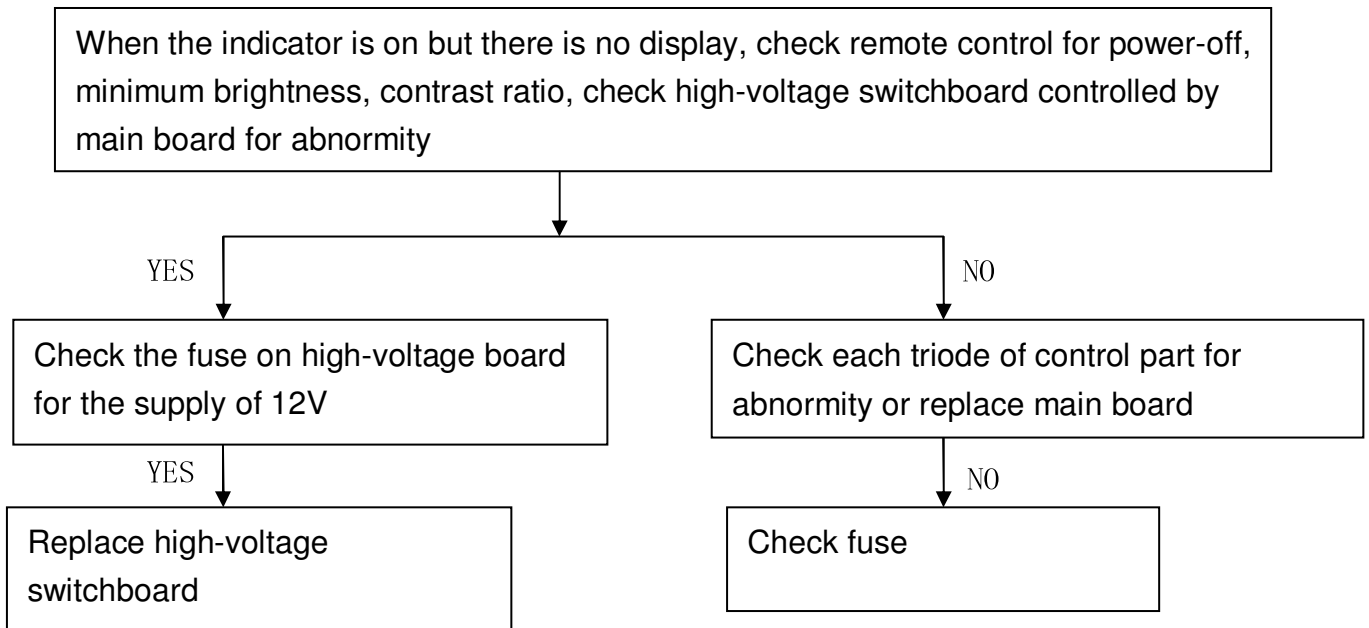 When the indicator is on but there is no display, check remote control for power-off,
minimum brightness, contrast ratio, check high-voltage switchboard controlled by
main board for abnormity
YES
NO
Check the fuse on high-voltage board
for the supply of 12V
Check each triode of control part for
abnormity or replace main board
YES
NO
Replace high-voltage
switchboard
Check fuse